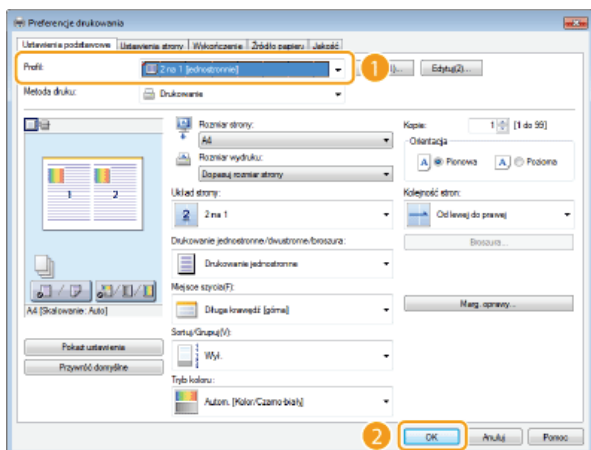 Preferencje drukowania
Ustawienia podstawowe Ustawienia strony Wykończenie Źródło papieru Jakość
Profil: 2 na 1 [jednostronnie] 1 Edytuj(2)...
Metoda druku: Drukowanie
Rozmiar strony: Kopie: 1 [1 do 99]
A4 Orientacja
Rozmiar wydruku: A Pionowa A Pozioma
Dopasuj rozmiar strony
Układ strony: Kolejność stron:
1 2
2 2 na 1 Od lewej do prawej
Drukowanie jednostronne/dwustronne/broszura: Broszura...
Drukowanie jednostronne
Miejsce szycia(F):
A4 [Skalowanie: Auto] Długa krawędź [górna] Marg. oprawy...
Sortuj/Grupuj(V):
Pokaż ustawienia Wył.
Przywróć domyślne
Tryb koloru:
Autom. [Kolor/Czarno-biały]
2 OK Anuluj Pomoc